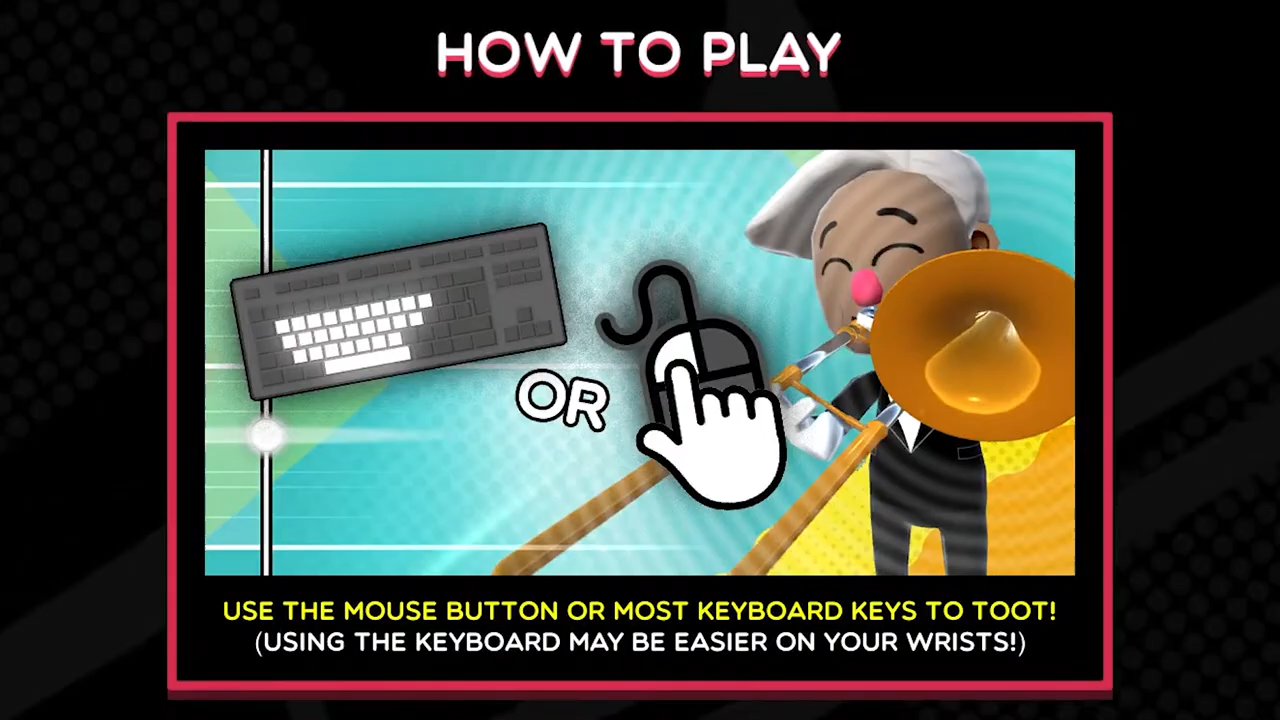 HOW TO PLAY
OR
USE THE MOUSE BUTTON OR MOST KEYBOARD KEYS TO TOOT!
(USING THE KEYBOARD MAY BE EASIER ON YOUR WRISTS!)